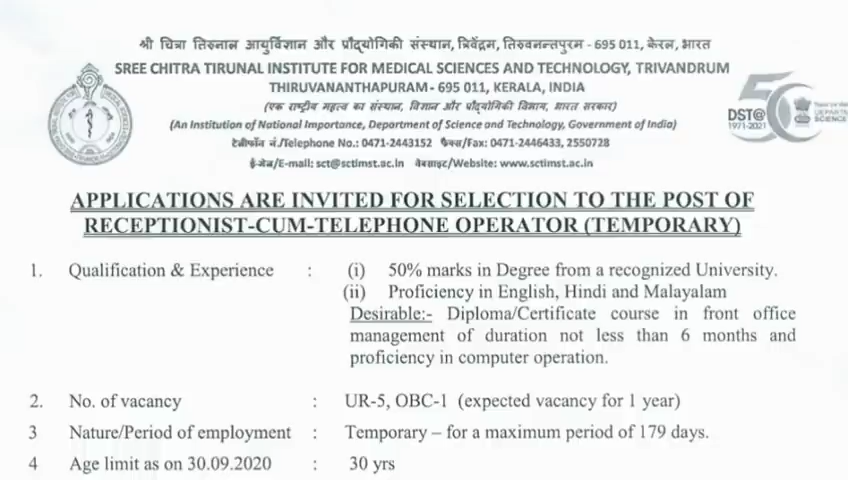 श्री चित्रा तिरुनाल आयुर्विज्ञान और प्रौद्योगिकी संस्थान, त्रिवेंद्रम, तिरुवनन्तपुरम - 695 011, केरल, भारत
SREE CHITRA TIRUNAL INSTITUTE FOR MEDICAL SCIENCES AND TECHNOLOGY, TRIVANDRUM
THIRUVANANTHAPURAM - 695 011, KERALA, INDIA
(एक राष्ट्रीय महत्व का संस्थान, विज्ञान और प्रौद्योगिकी विभाग, भारत सरकार)
(An Institution of National Importance, Department of Science and Technology, Government of India)
टेलीफोन नं./Telephone No.: 0471-2443152 फैक्स/Fax: 0471-2446433, 2550728
ई-मेल/E-mail: sct@sctimst.ac.in वेबसाइट/Website: www.sctimst.ac.in
DST@
1971-2021
SCIENCE
APPLICATIONS ARE INVITED FOR SELECTION TO THE POST OF
RECEPTIONIST-CUM-TELEPHONE OPERATOR (TEMPORARY)
1. Qualification & Experience : (i) 50% marks in Degree from a recognized University.
(ii) Proficiency in English, Hindi and Malayalam
Desirable:- Diploma/Certificate course in front office
management of duration not less than 6 months and
proficiency in computer operation.
2. No. of vacancy : UR-5, OBC-1 (expected vacancy for 1 year)
3 Nature/Period of employment : Temporary – for a maximum period of 179 days.
4 Age limit as on 30.09.2020 : 30 yrs